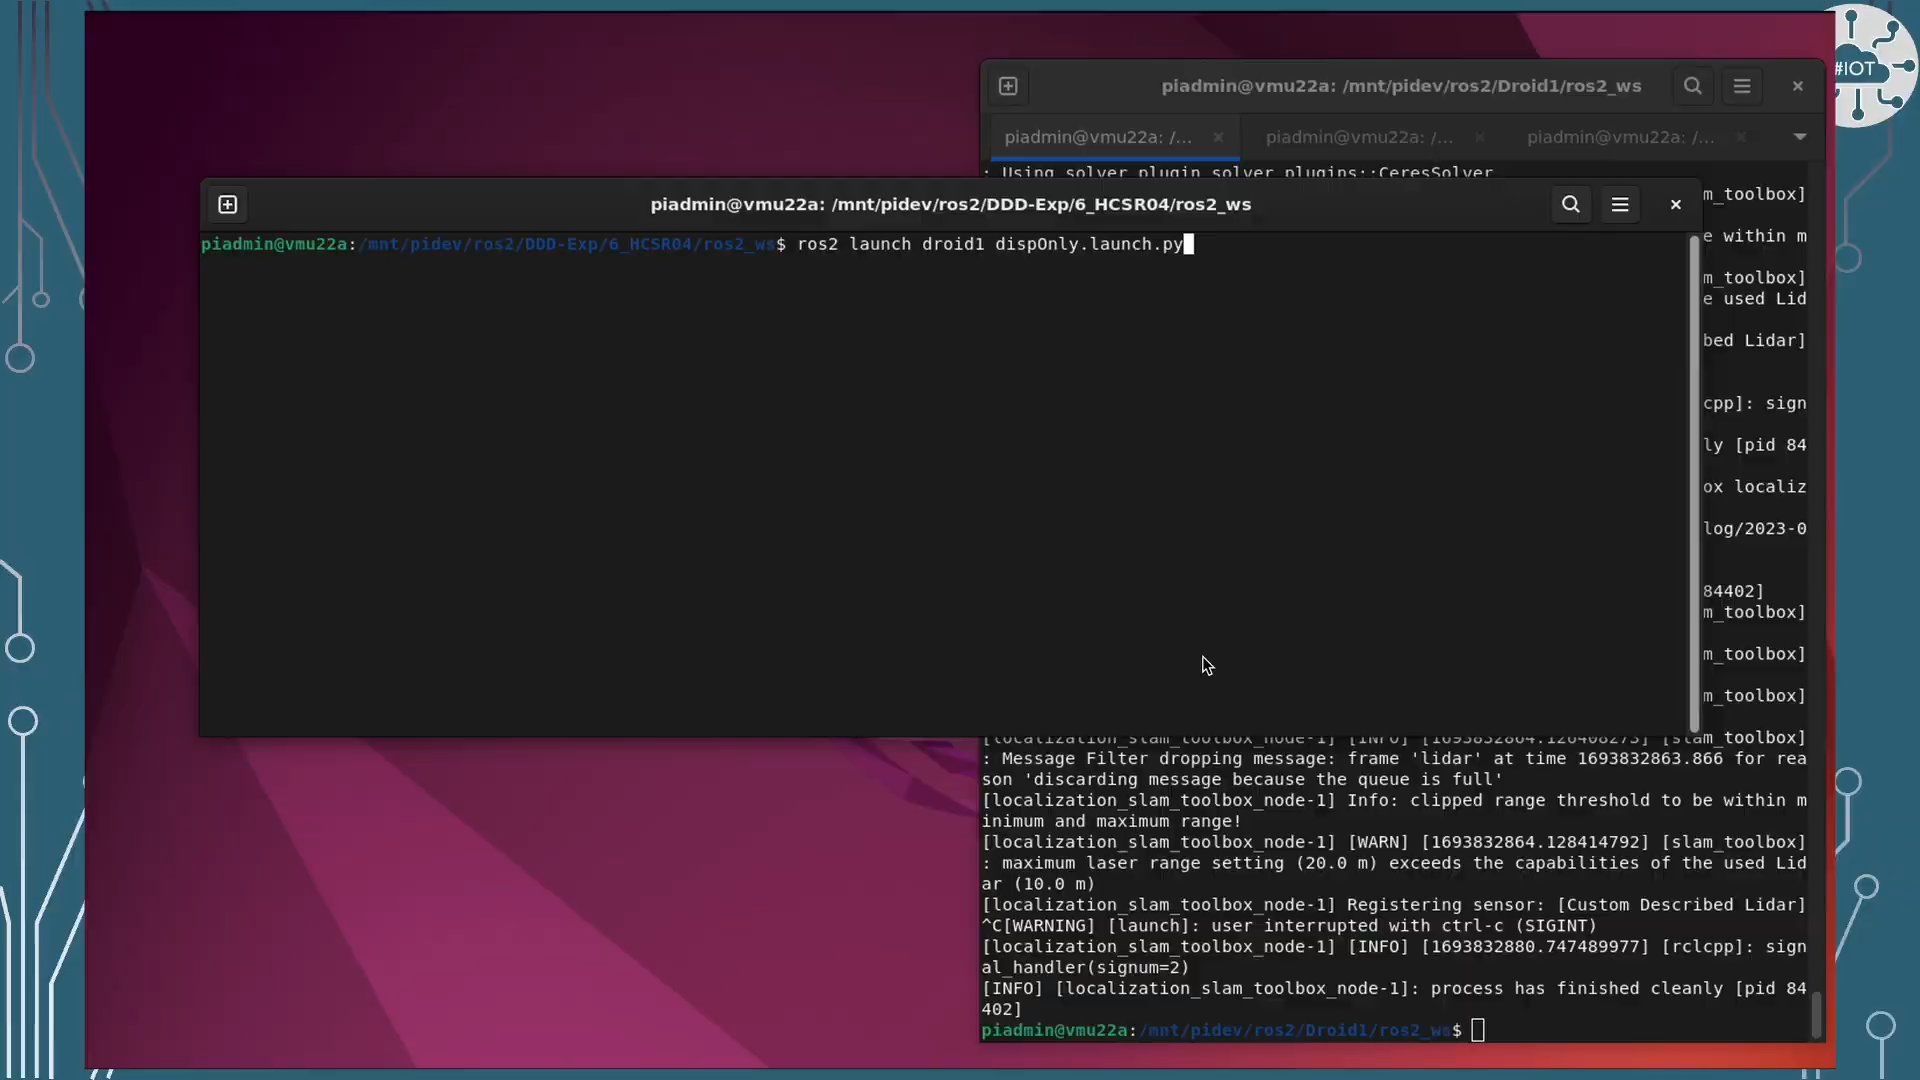 #IOT
piadmin@vmu22a: /mnt/pidev/ros2/Droid1/ros2_ws
piadmin@vmu22a: /... piadmin@vmu22a: /... piadmin@vmu22a: /...
: Using solver plugin solver_plugins::CeresSolver
piadmin@vmu22a: /mnt/pidev/ros2/DDD-Exp/6_HCSR04/ros2_ws
piadmin@vmu22a:/mnt/pidev/ros2/DDD-Exp/6_HCSR04/ros2_ws$ ros2 launch droid1 dispOnly.launch.py
m_toolbox]
e within m
m_toolbox]
e used Lid
bed Lidar]
cpp]: sign
ly [pid 84
ox localiz
log/2023-0
84402]
m_toolbox]
m_toolbox]
m_toolbox]
[localization_slam_toolbox_node-1] [INFO] [1693832864.126408273] [slam_toolbox]
: Message Filter dropping message: frame 'lidar' at time 1693832863.866 for rea
son 'discarding message because the queue is full'
[localization_slam_toolbox_node-1] Info: clipped range threshold to be within m
inimum and maximum range!
[localization_slam_toolbox_node-1] [WARN] [1693832864.128414792] [slam_toolbox]
: maximum laser range setting (20.0 m) exceeds the capabilities of the used Lid
ar (10.0 m)
[localization_slam_toolbox_node-1] Registering sensor: [Custom Described Lidar]
^C[WARNING] [launch]: user interrupted with ctrl-c (SIGINT)
[localization_slam_toolbox_node-1] [INFO] [1693832880.747489977] [rclcpp]: sign
al_handler(signum=2)
[INFO] [localization_slam_toolbox_node-1]: process has finished cleanly [pid 84
402]
piadmin@vmu22a:/mnt/pidev/ros2/Droid1/ros2_ws$